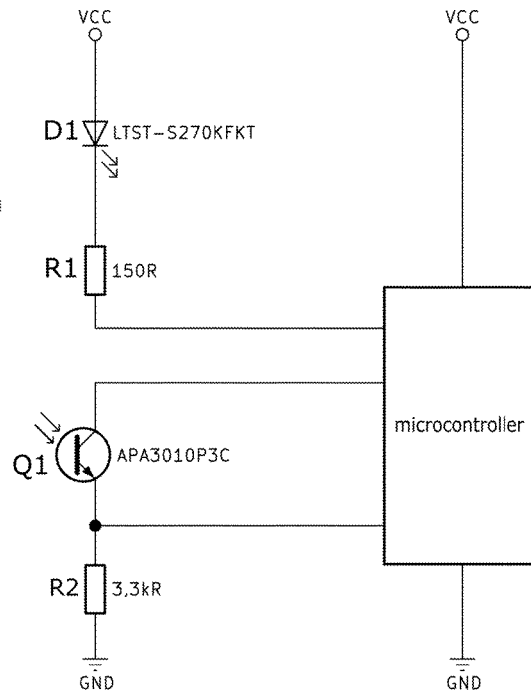 VCC
VCC
D1 LTST-S270KFKT
R1 150R
microcontroller
Q1 APA3010P3C
R2 3,3kR
GND
GND